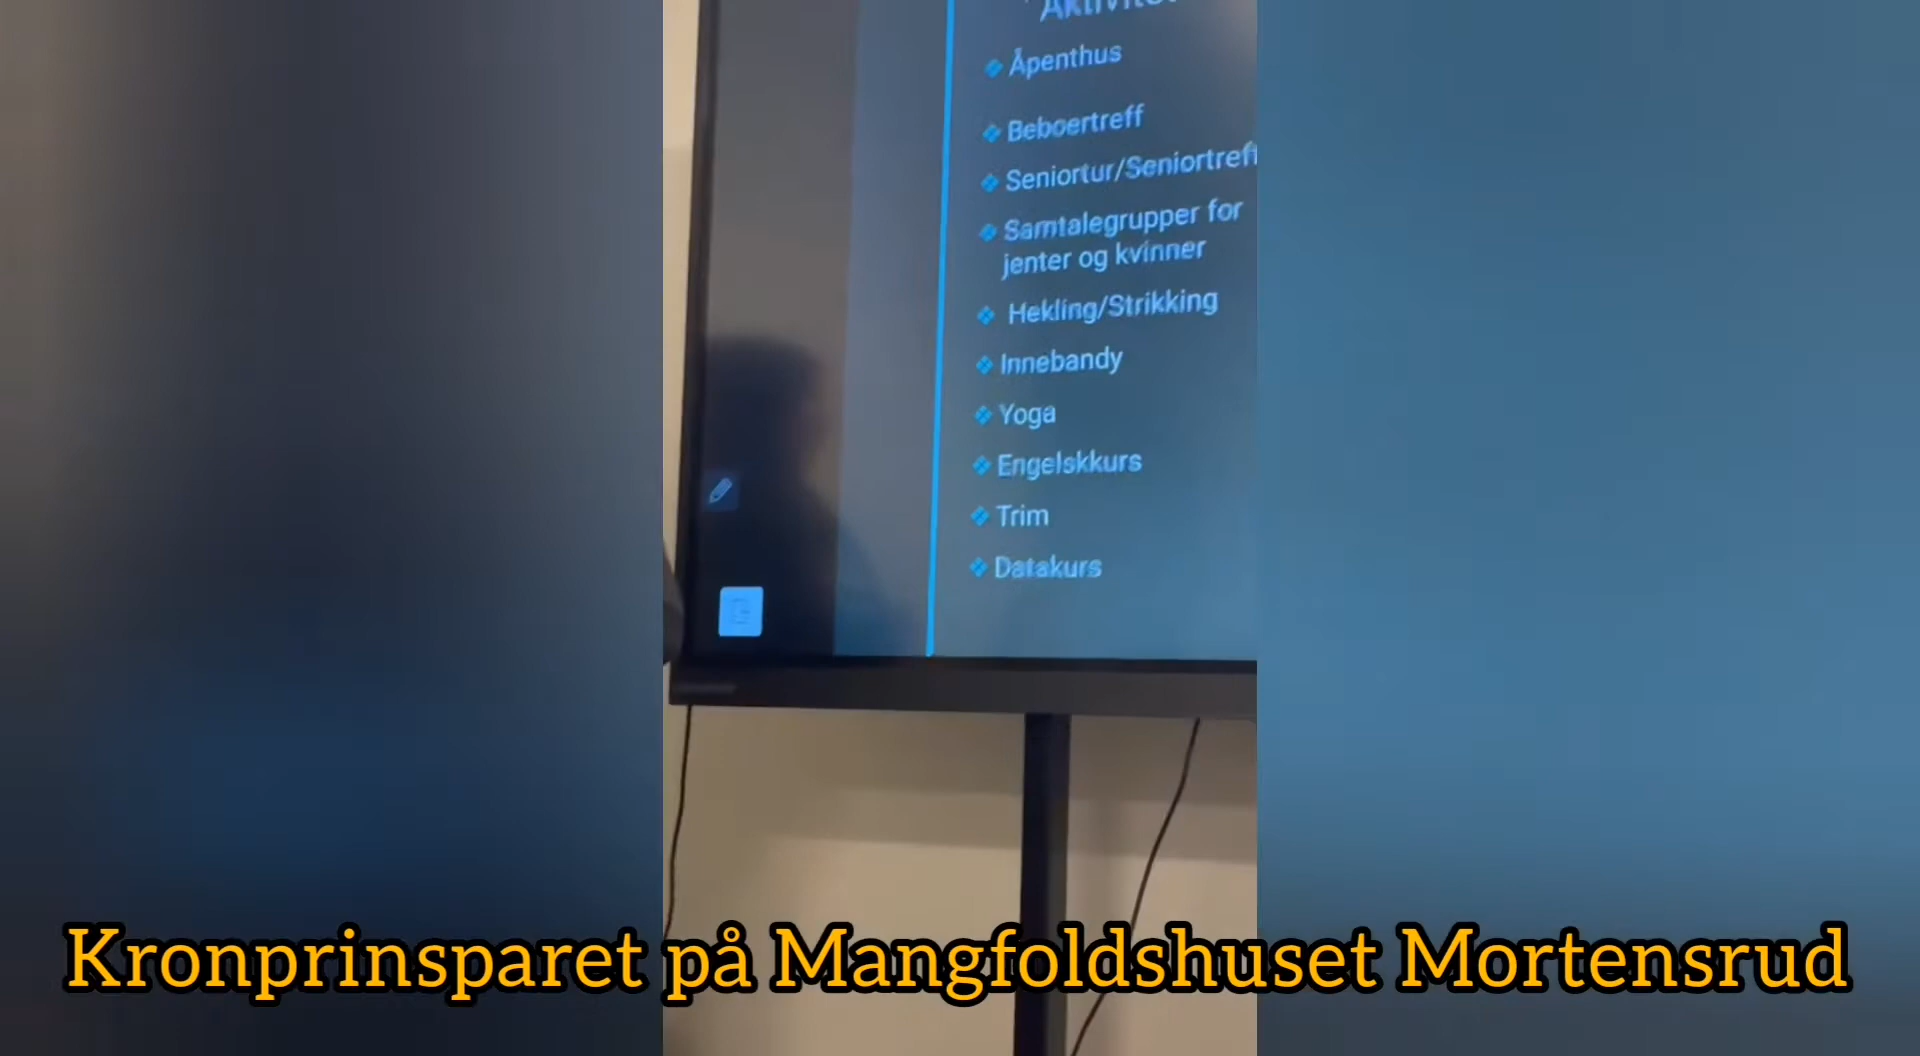 Åpenthus
Beboertreff
Seniortur/Seniortreff
Samtalegrupper for
jenter og kvinner
Hekling/Strikking
Innebandy
Yoga
Engelskkurs
Trim
Datakurs
Kronprinsparet på Mangfoldshuset Mortensrud